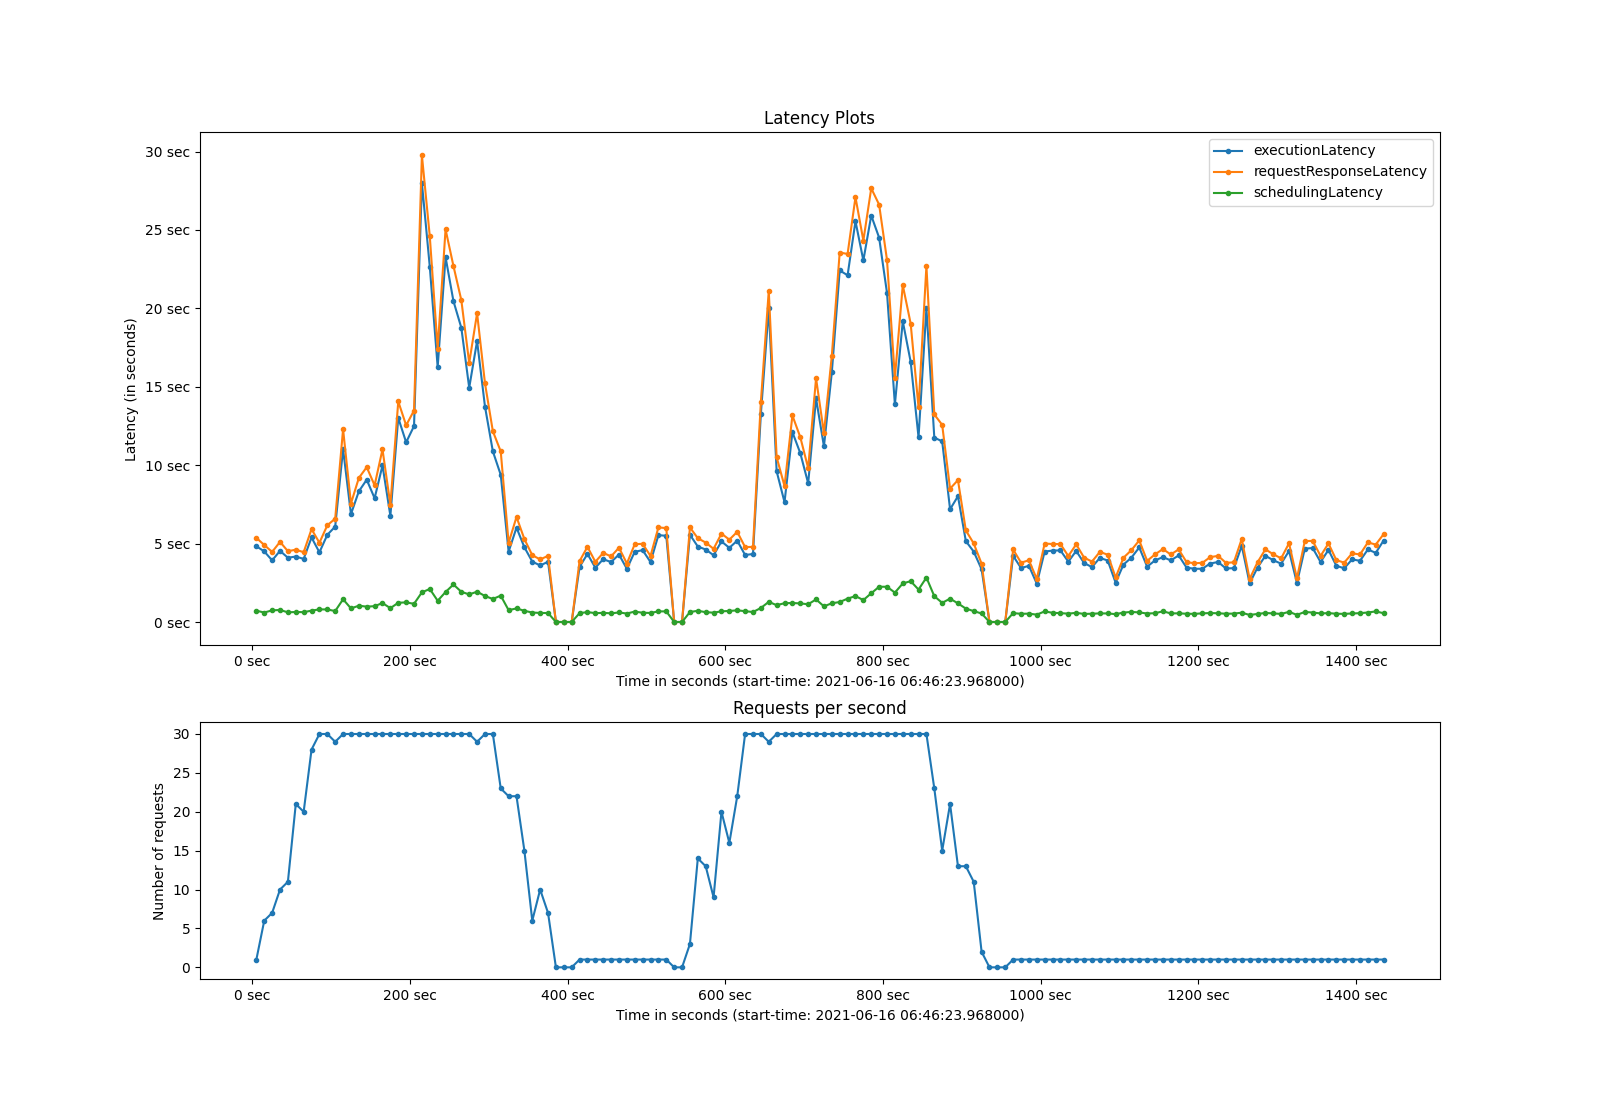 Latency Plots
30 sec
25 sec
20 sec
15 sec
10 sec
5 sec
0 sec
Latency (in seconds)
executionLatency
requestResponseLatency
schedulingLatency
0 sec 200 sec 400 sec 600 sec 800 sec 1000 sec 1200 sec 1400 sec
Time in seconds (start-time: 2021-06-16 06:46:23.968000)
Requests per second
30
25
20
15
10
5
0
Number of requests
0 sec 200 sec 400 sec 600 sec 800 sec 1000 sec 1200 sec 1400 sec
Time in seconds (start-time: 2021-06-16 06:46:23.968000)